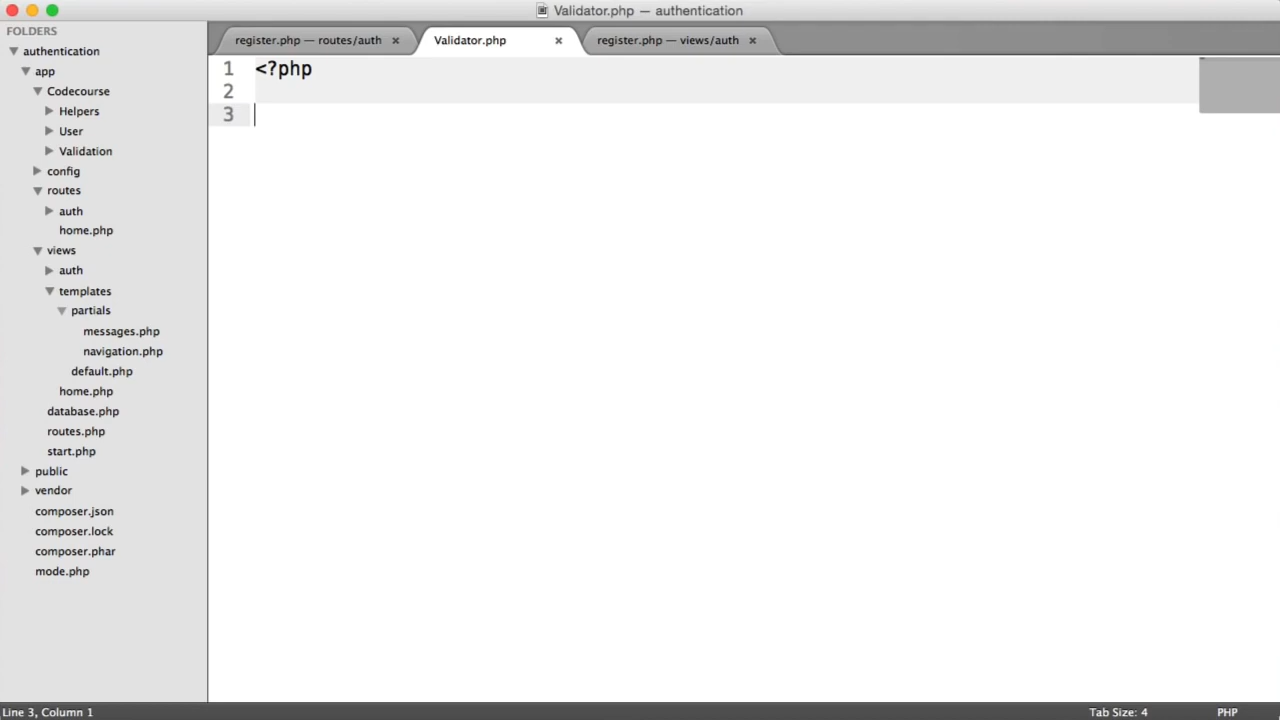 Validator.php — authentication
FOLDERS
authentication
app
Codecourse
Helpers
User
Validation
config
routes
auth
home.php
views
auth
templates
partials
messages.php
navigation.php
default.php
home.php
database.php
routes.php
start.php
public
vendor
composer.json
composer.lock
composer.phar
mode.php
register.php — routes/auth × Validator.php × register.php — views/auth ×
1 <?php
2
3
Line 3, Column 1 Tab Size: 4 PHP